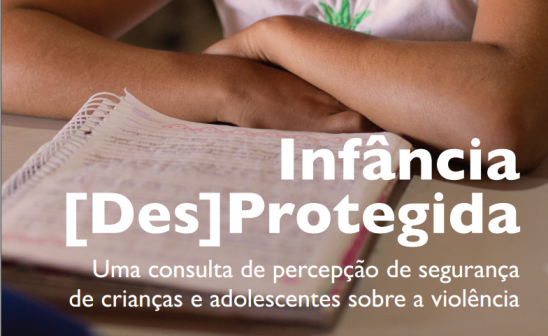 Infância
[Des]Protegida
Uma consulta de percepção de segurança
de crianças e adolescentes sobre a violência